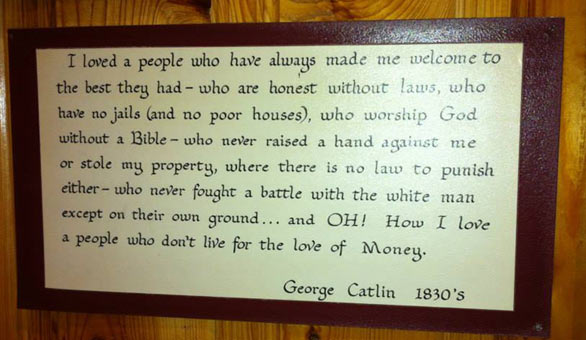 I loved a people who have always made me welcome to
the best they had – who are honest without laws, who
have no jails (and no poor houses), who worship God
without a Bible – who never raised a hand against me
or stole my property, where there is no law to punish
either – who never fought a battle with the white man
except on their own ground... and OH! How I love
a people who don't live for the love of Money.
George Catlin 1830's